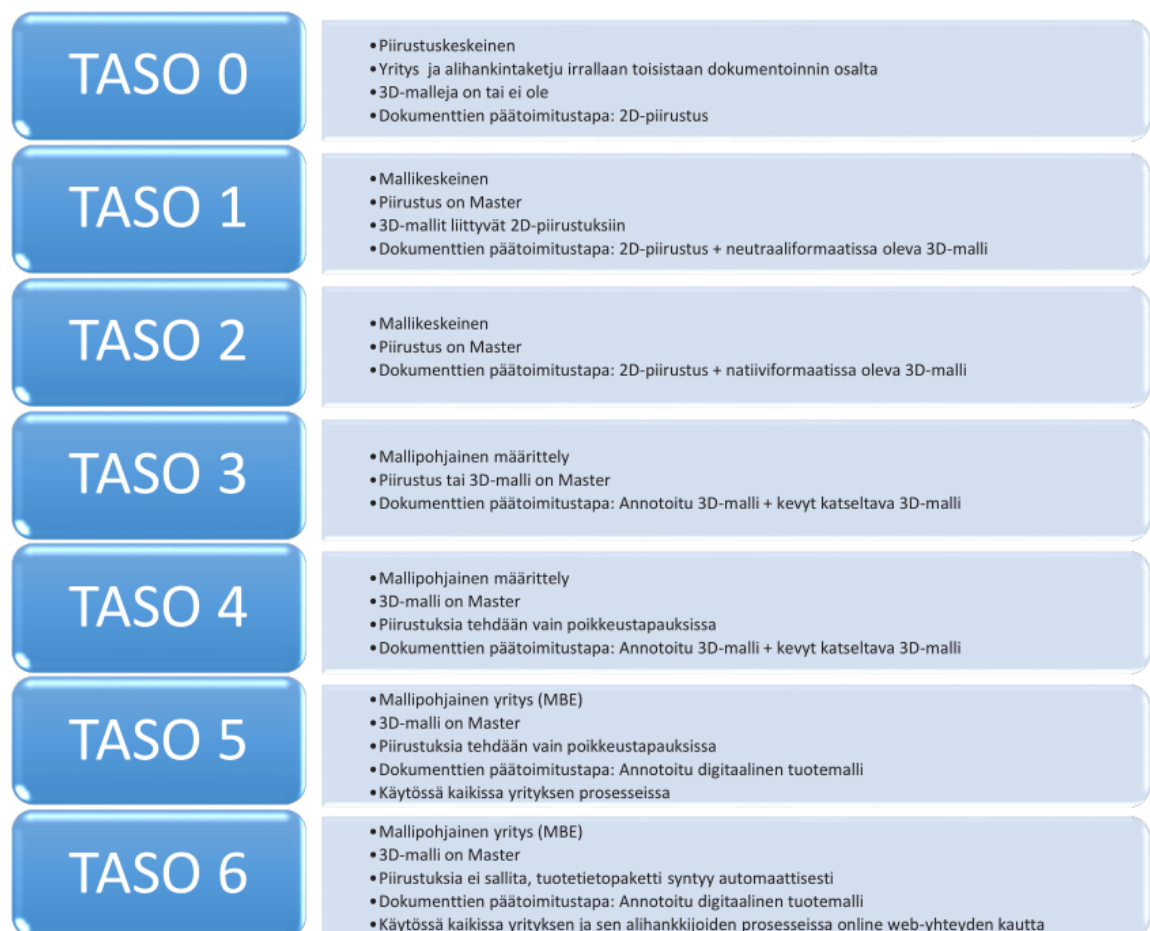 TASO 0
•Piirustuskeskeinen
•Yritys ja alihankintaketju irrallaan toisistaan dokumentoinnin osalta
•3D-malleja on tai ei ole
•Dokumenttien päätoimitustapa: 2D-piirustus
TASO 1
•Mallikeskeinen
•Piirustus on Master
•3D-mallit liittyvät 2D-piirustuksiin
•Dokumenttien päätoimitustapa: 2D-piirustus + neutraaliformaatissa oleva 3D-malli
TASO 2
•Mallikeskeinen
•Piirustus on Master
•Dokumenttien päätoimitustapa: 2D-piirustus + natiiviformaatissa oleva 3D-malli
TASO 3
•Mallipohjainen määrittely
•Piirustus tai 3D-malli on Master
•Dokumenttien päätoimitustapa: Annotoitu 3D-malli + kevyt katseltava 3D-malli
TASO 4
•Mallipohjainen määrittely
•3D-malli on Master
•Piirustuksia tehdään vain poikkeustapauksissa
•Dokumenttien päätoimitustapa: Annotoitu 3D-malli + kevyt katseltava 3D-malli
TASO 5
•Mallipohjainen yritys (MBE)
•3D-malli on Master
•Piirustuksia tehdään vain poikkeustapauksissa
•Dokumenttien päätoimitustapa: Annotoitu digitaalinen tuotemalli
•Käytössä kaikissa yrityksen prosesseissa
TASO 6
•Mallipohjainen yritys (MBE)
•3D-malli on Master
•Piirustuksia ei sallita, tuotetietopaketti syntyy automaattisesti
•Dokumenttien päätoimitustapa: Annotoitu digitaalinen tuotemalli
•Käytössä kaikissa yrityksen ja sen alihankkijoiden prosesseissa online web-yhteyden kautta